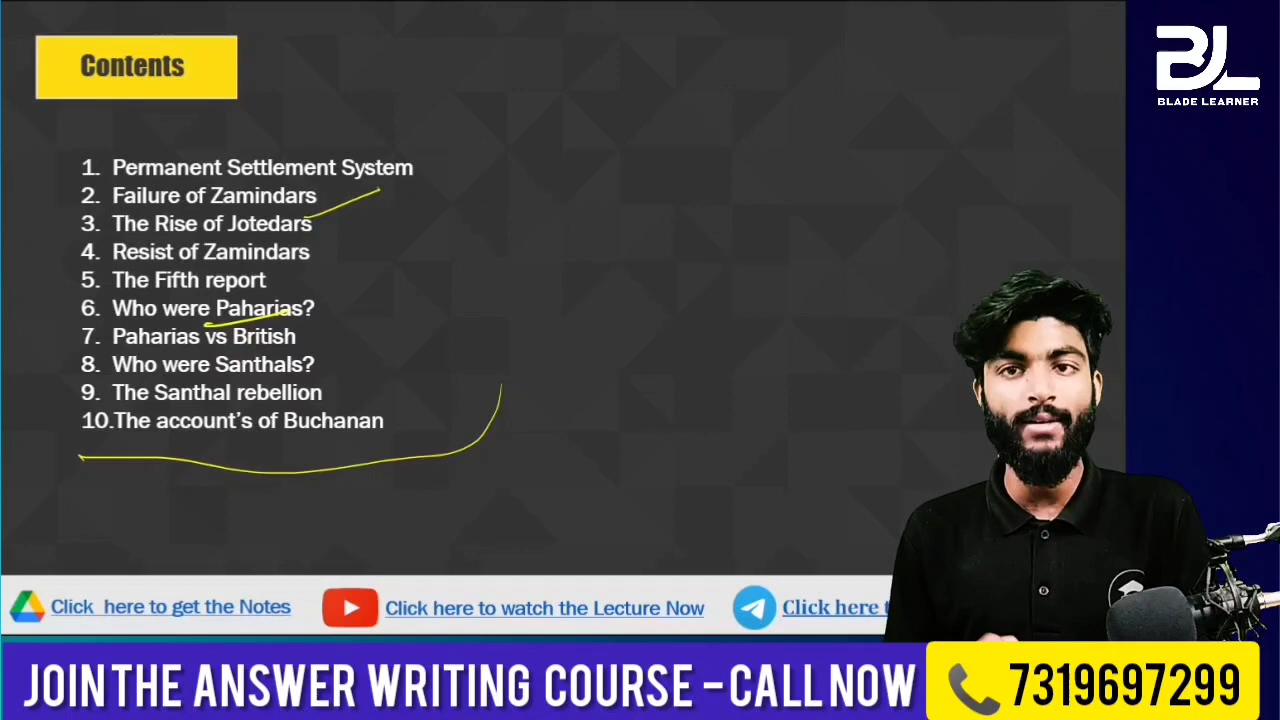 Contents
BL
BLADE LEARNER
1. Permanent Settlement System
2. Failure of Zamindars
3. The Rise of Jotedars
4. Resist of Zamindars
5. The Fifth report
6. Who were Paharias?
7. Paharias vs British
8. Who were Santhals?
9. The Santhal rebellion
10.The account's of Buchanan
Click here to get the Notes
Click here to watch the Lecture Now
Click here
JOIN THE ANSWER WRITING COURSE - CALL NOW
7319697299